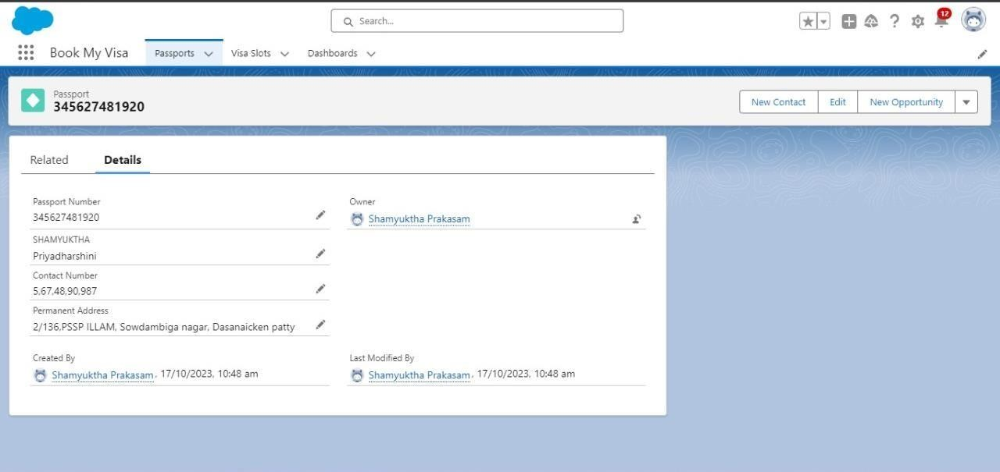 Search...
12
Book My Visa Passports Visa Slots Dashboards
Passport
345627481920
New Contact Edit New Opportunity
Related Details
Passport Number
345627481920
Owner
Shamyuktha Prakasam
SHAMYUKTHA
Priyadharshini
Contact Number
5,67,48,90,987
Permanent Address
2/136,PSSP ILLAM, Sowdambiga nagar, Dasanaicken patty
Created By
Shamyuktha Prakasam, 17/10/2023, 10:48 am
Last Modified By
Shamyuktha Prakasam, 17/10/2023, 10:48 am